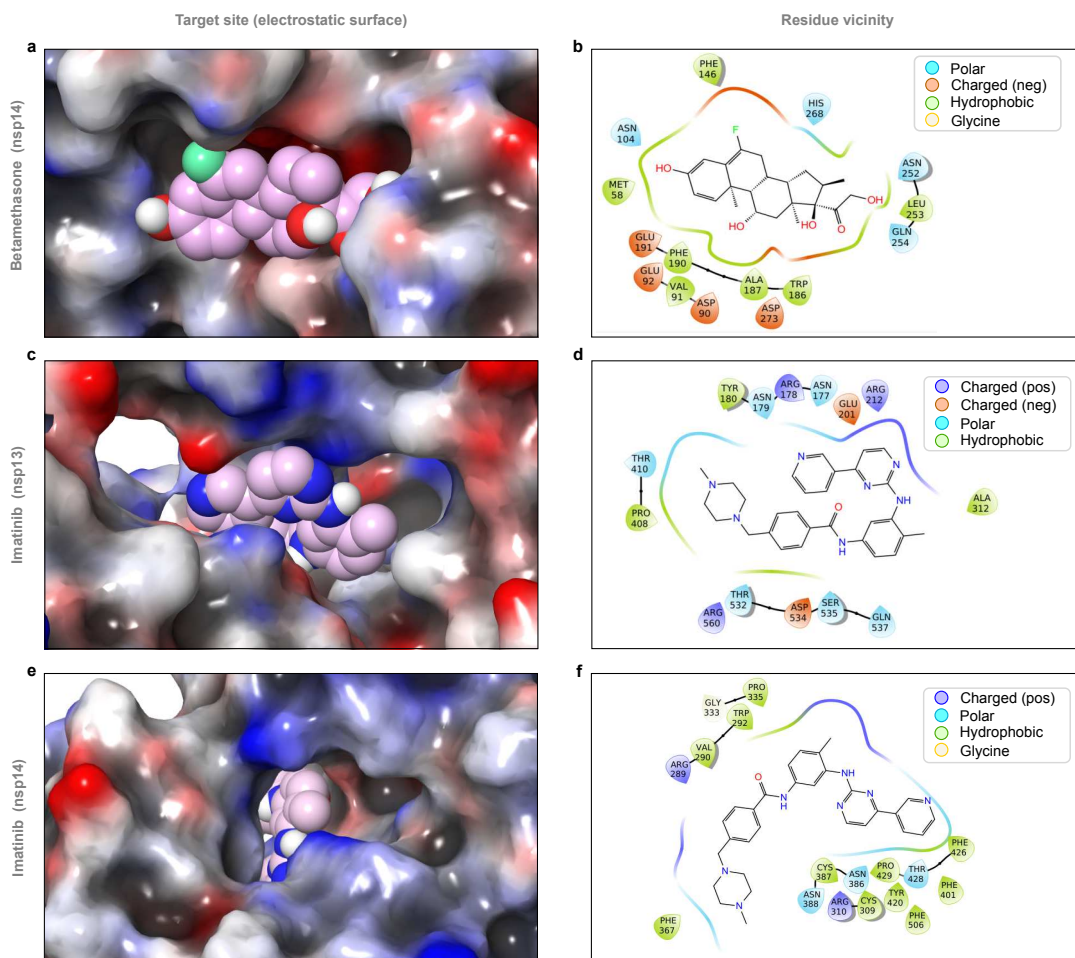 Target site (electrostatic surface)
Residue vicinity
a
b
Betamethasone (nsp14)
PHE
146
HIS
268
ASN
104
MET
58
ASN
252
LEU
253
GLN
254
GLU
191
PHE
190
GLU
92
VAL
91
ASP
90
ALA
187
TRP
186
ASP
273
F
HO
OH
HO
HO
O
Polar
Charged (neg)
Hydrophobic
Glycine
c
d
Imatinib (nsp13)
TYR
180
ASN
179
ARG
178
ASN
177
GLU
201
ARG
212
THR
410
PRO
408
ALA
312
THR
532
ARG
560
ASP
534
SER
535
GLN
537
N
N
N
NH
N
N
O
N
H
Charged (pos)
Charged (neg)
Polar
Hydrophobic
e
f
Imatinib (nsp14)
PRO
335
GLY
333
TRP
292
VAL
290
ARG
289
CYS
387
ASN
386
ASN
388
ARG
310
CYS
309
PRO
429
TYR
420
THR
428
PHE
426
PHE
401
PHE
506
PHE
367
O
NH
NH
N
N
N
N
N
Charged (pos)
Polar
Hydrophobic
Glycine